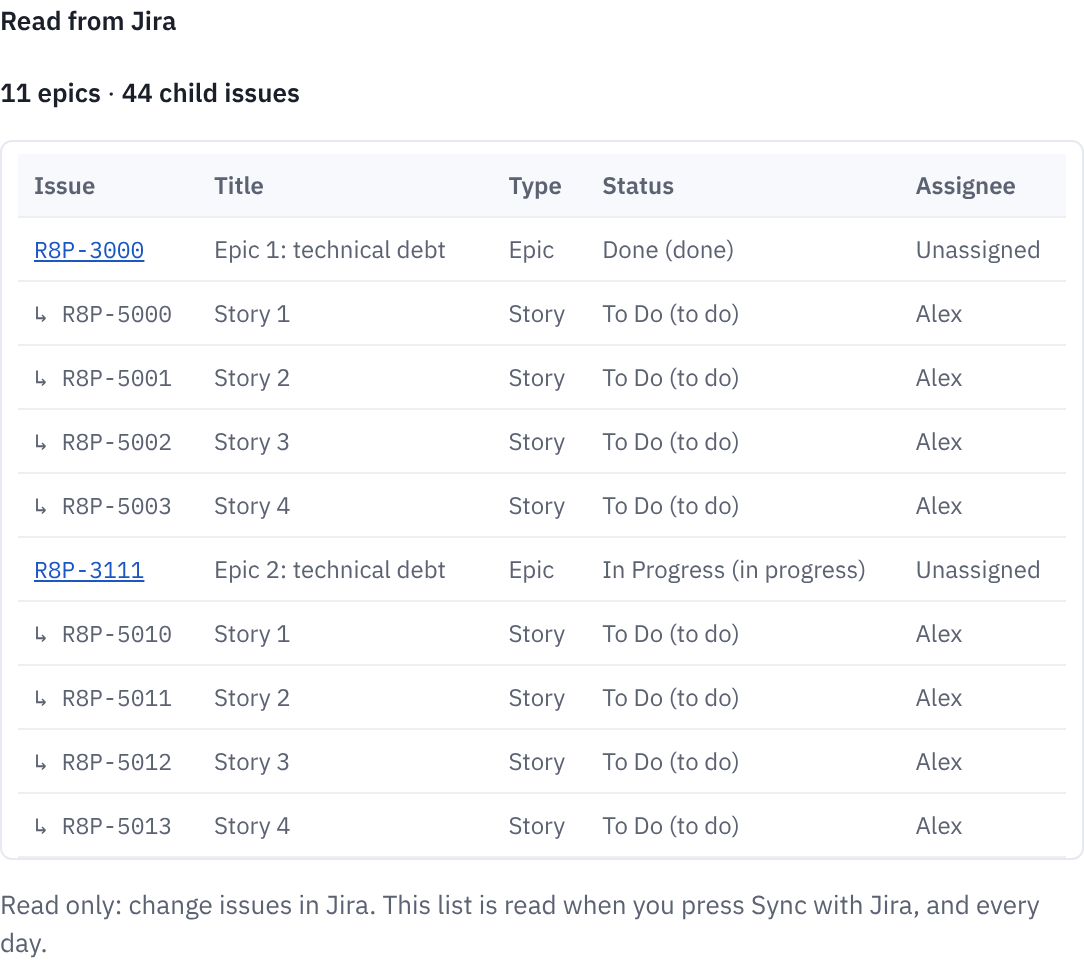 Read from Jira
11 epics · 44 child issues
Issue Title Type Status Assignee
R8P-3000 Epic 1: technical debt Epic Done (done) Unassigned
↳ R8P-5000 Story 1 Story To Do (to do) Alex
↳ R8P-5001 Story 2 Story To Do (to do) Alex
↳ R8P-5002 Story 3 Story To Do (to do) Alex
↳ R8P-5003 Story 4 Story To Do (to do) Alex
R8P-3111 Epic 2: technical debt Epic In Progress (in progress) Unassigned
↳ R8P-5010 Story 1 Story To Do (to do) Alex
↳ R8P-5011 Story 2 Story To Do (to do) Alex
↳ R8P-5012 Story 3 Story To Do (to do) Alex
↳ R8P-5013 Story 4 Story To Do (to do) Alex
Read only: change issues in Jira. This list is read when you press Sync with Jira, and every
day.